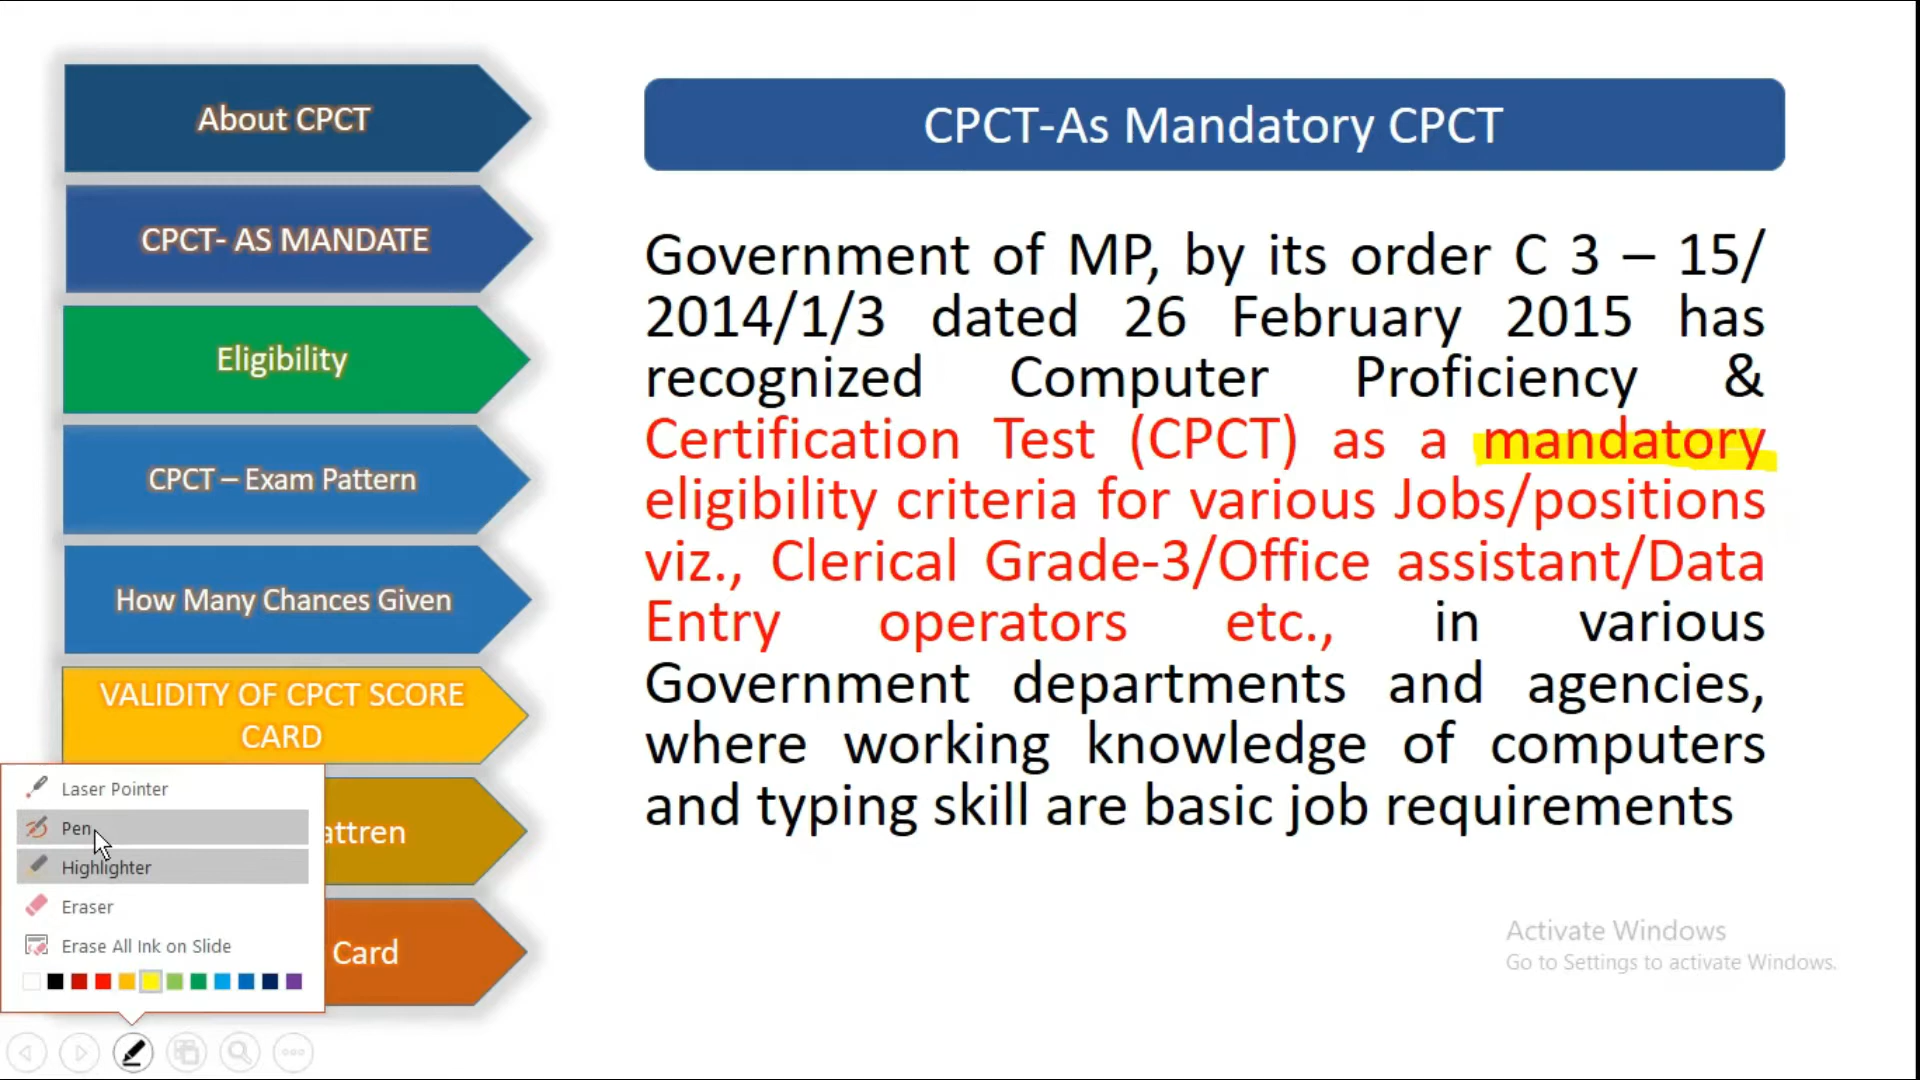 About CPCT
CPCT- AS MANDATE
Eligibility
CPCT – Exam Pattern
How Many Chances Given
VALIDITY OF CPCT SCORE
CARD
attren
Card
CPCT-As Mandatory CPCT
Government of MP, by its order C 3 – 15/
2014/1/3 dated 26 February 2015 has
recognized Computer Proficiency &
Certification Test (CPCT) as a mandatory
eligibility criteria for various Jobs/positions
viz., Clerical Grade-3/Office assistant/Data
Entry operators etc., in various
Government departments and agencies,
where working knowledge of computers
and typing skill are basic job requirements
Laser Pointer
Pen
Highlighter
Eraser
Erase All Ink on Slide
Activate Windows
Go to Settings to activate Windows.